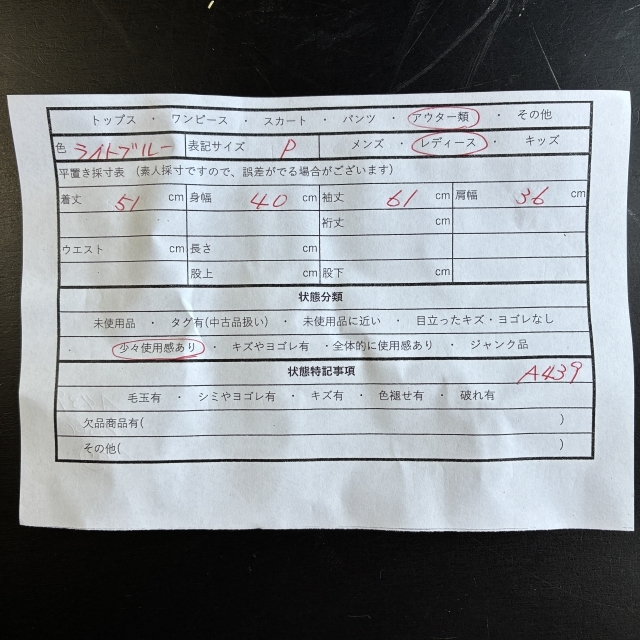 トップス ・ ワンピース ・ スカート ・ パンツ ・ アウター類 ・ その他
色 ライトブルー 表記サイズ P メンズ ・ レディース ・ キッズ
平置き採寸表 (素人採寸ですので、誤差がでる場合がございます)
着丈 51 cm 身幅 40 cm 袖丈 61 cm 肩幅 36 cm
裄丈 cm
ウエスト cm 長さ cm
股上 cm 股下 cm
状態分類
未使用品 ・ タグ有(中古品扱い) ・ 未使用品に近い ・ 目立ったキズ・ヨゴレなし
・ 少々使用感あり ・ キズやヨゴレ有 ・全体的に使用感あり ・ ジャンク品
状態特記事項 A439
毛玉有 ・ シミやヨゴレ有 ・ キズ有 ・ 色褪せ有 ・ 破れ有
欠品商品有( )
その他( )